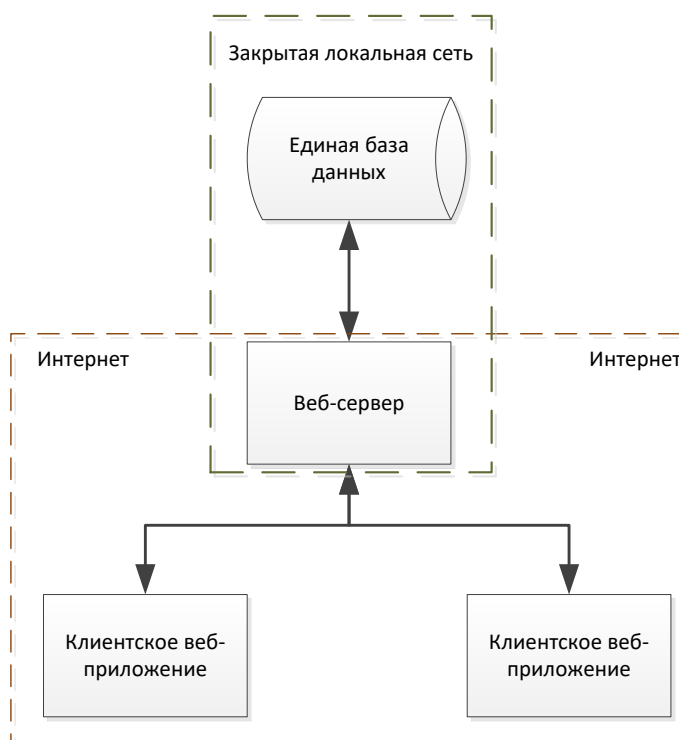 Закрытая локальная сеть
Единая база
данных
Интернет
Интернет
Веб-сервер
Клиентское веб-
приложение
Клиентское веб-
приложение